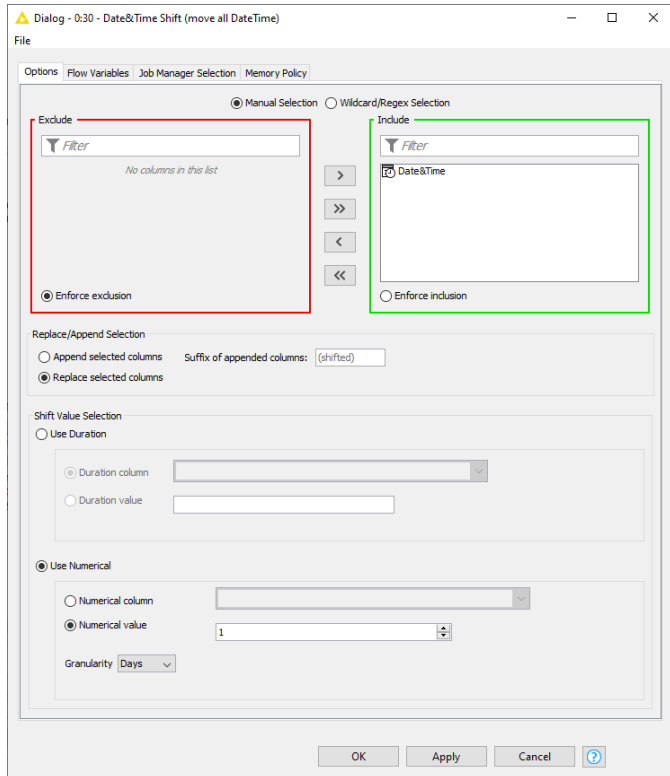 Dialog - 0:30 - Date&Time Shift (move all DateTime)
File
Options Flow Variables Job Manager Selection Memory Policy
Manual Selection Wildcard/Regex Selection
Exclude
Filter
No columns in this list
Enforce exclusion
>
>>
<
<<
Include
Filter
Date&Time
Enforce inclusion
Replace/Append Selection
Append selected columns Suffix of appended columns: (shifted)
Replace selected columns
Shift Value Selection
Use Duration
Duration column
Duration value
Use Numerical
Numerical column
Numerical value 1
Granularity Days
OK Apply Cancel ?